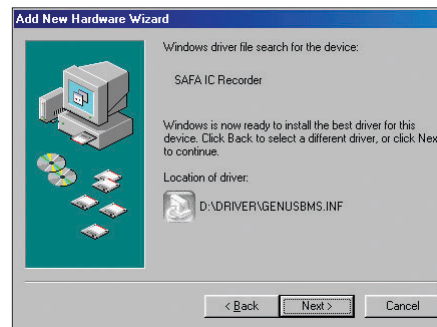 Add New Hardware Wizard
Windows driver file search for the device:
SAFA IC Recorder
Windows is now ready to install the best driver for this
device. Click Back to select a different driver, or click Nex
to continue.
Location of driver:
D:\DRIVER\GENUSBMS.INF
< Back Next > Cancel